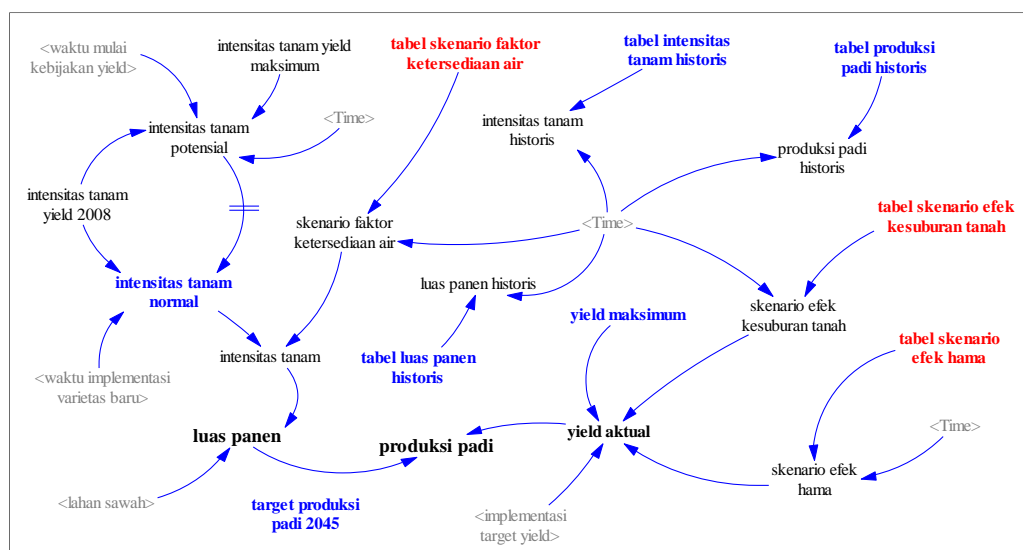 <waktu mulai
kebijakan yield>
intensitas tanam yield
maksimum
tabel skenario faktor
ketersediaan air
tabel intensitas
tanam historis
tabel produksi
padi historis
intensitas tanam
potensial
<Time>
intensitas tanam
historis
produksi padi
historis
intensitas tanam
yield 2008
skenario faktor
ketersediaan air
<Time>
tabel skenario efek
kesuburan tanah
intensitas tanam
normal
luas panen historis
yield maksimum
skenario efek
kesuburan tanah
intensitas tanam
tabel luas panen
historis
tabel skenario
efek hama
<waktu implementasi
varietas baru>
luas panen
produksi padi
yield aktual
<Time>
skenario efek
hama
<lahan sawah>
target produksi
padi 2045
<implementasi
target yield>